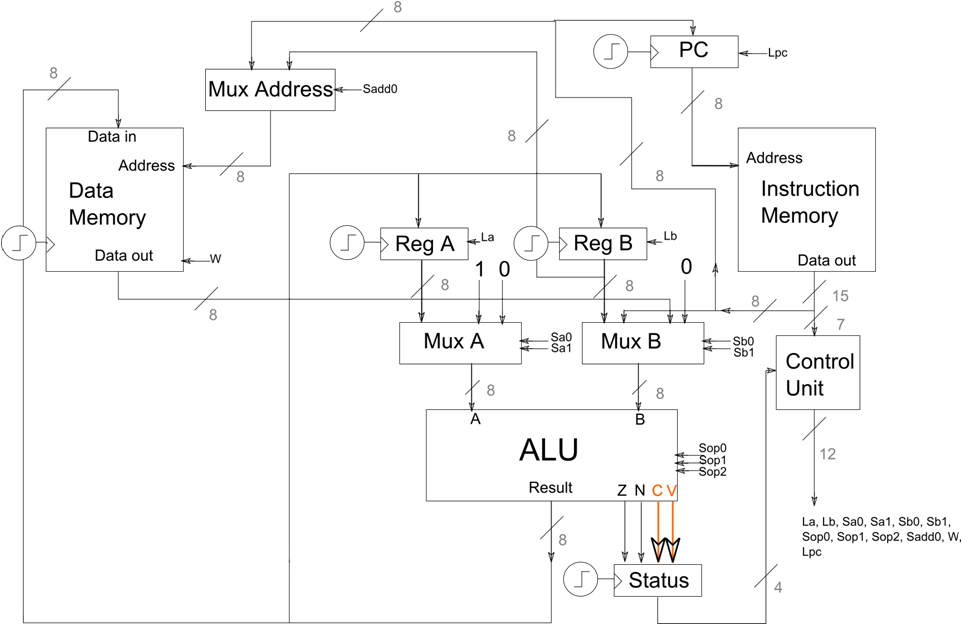 8
PC
Lpc
8
8
Mux Address
Sadd0
8
8
Data in
Address
8
8
Address
Data
Memory
Instruction
Memory
Data out
W
Reg A
La
Reg B
Lb
Data out
1 0
0
8
8
8
8
15
7
Mux A
Sa0
Sa1
Mux B
Sb0
Sb1
Control
Unit
8
8
A
B
ALU
Sop0
Sop1
Sop2
12
Result
Z N C V
La, Lb, Sa0, Sa1, Sb0, Sb1,
Sop0, Sop1, Sop2, Sadd0, W,
Lpc
8
Status
4